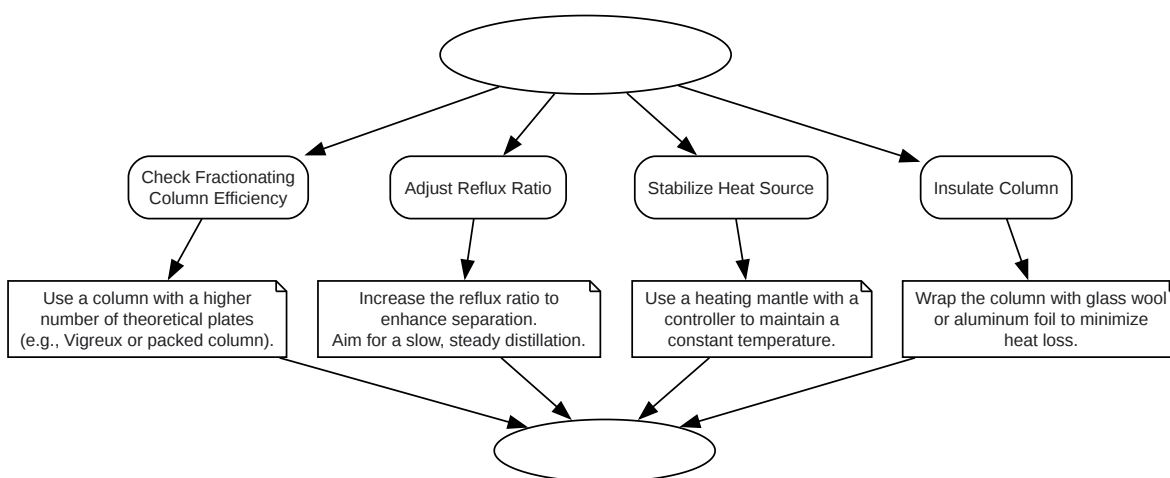 Check Fractionating
Column Efficiency
Adjust Reflux Ratio
Stabilize Heat Source
Insulate Column
Use a column with a higher
number of theoretical plates
(e.g., Vigreux or packed column).
Increase the reflux ratio to
enhance separation.
Aim for a slow, steady distillation.
Use a heating mantle with a
controller to maintain a
constant temperature.
Wrap the column with glass wool
or aluminum foil to minimize
heat loss.